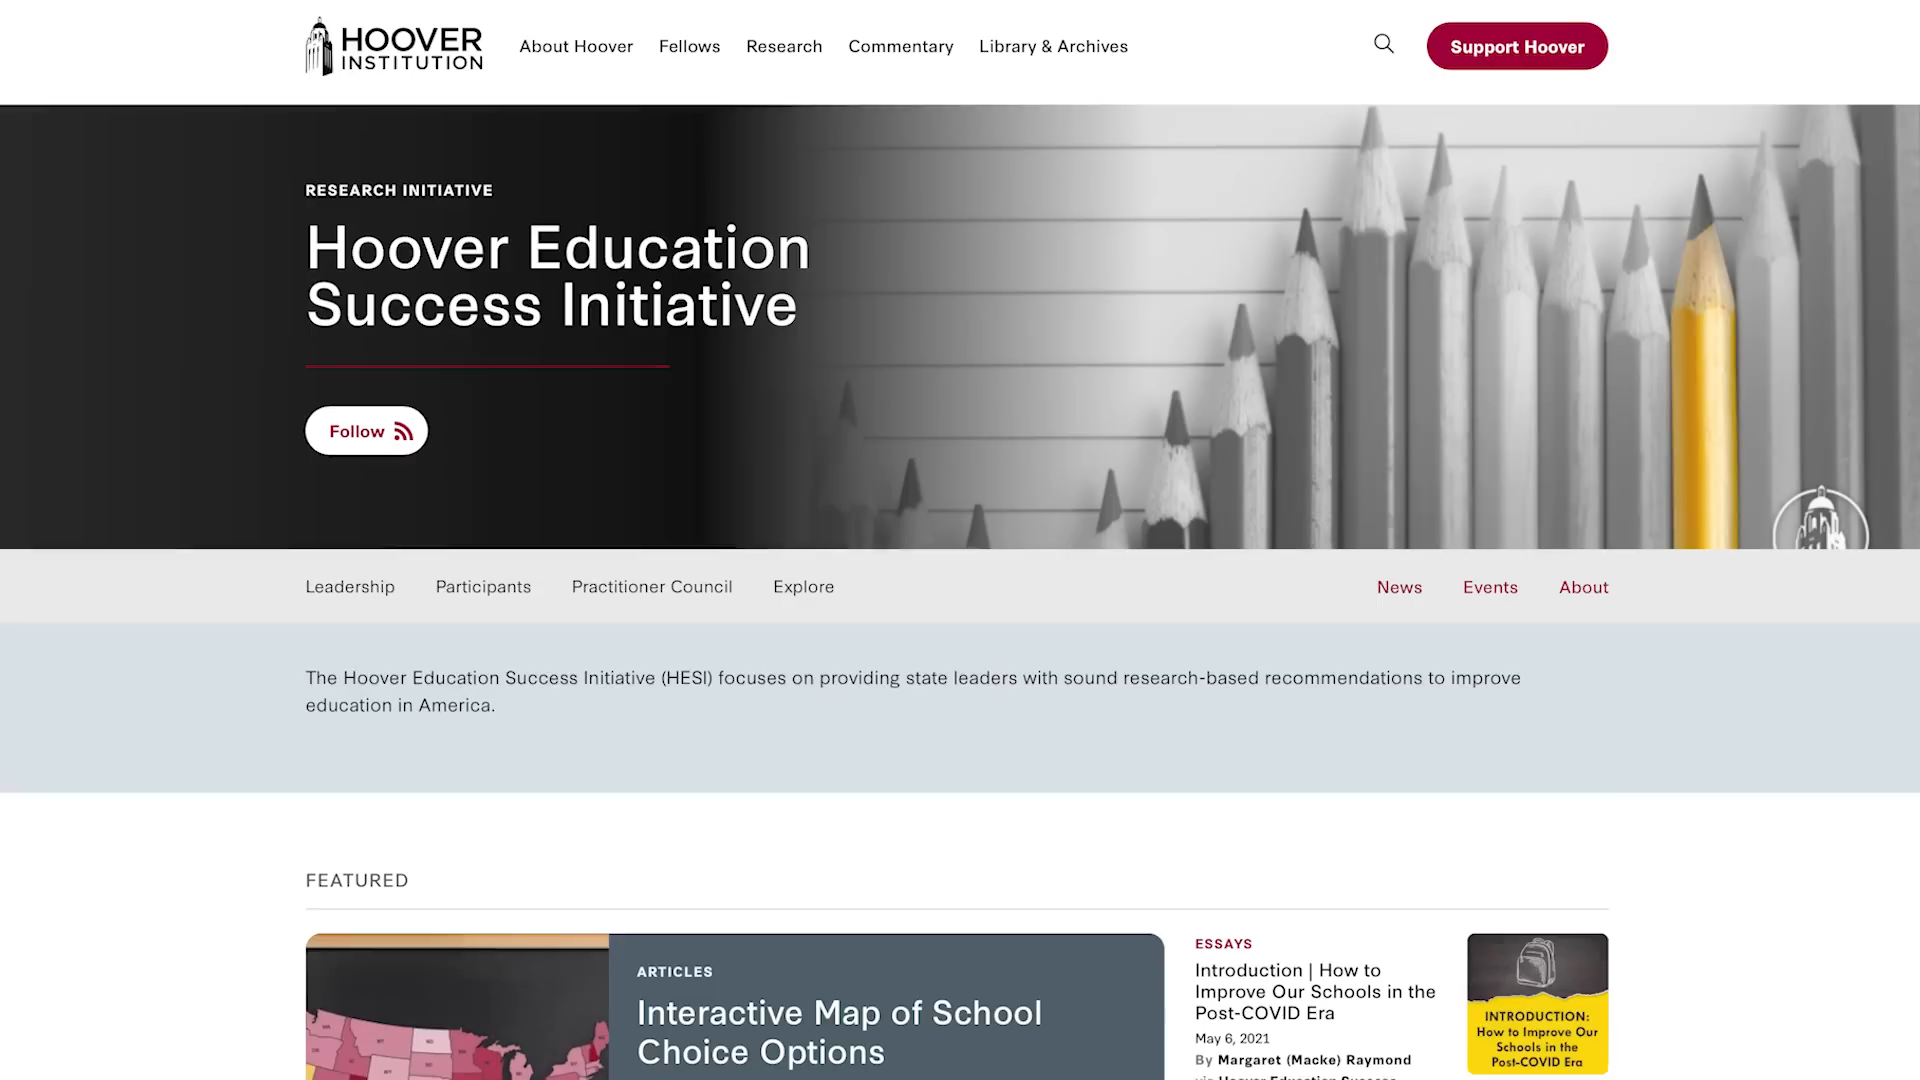 HOOVER
INSTITUTION
About Hoover
Fellows
Research
Commentary
Library & Archives
Support Hoover
RESEARCH INITIATIVE
Hoover Education
Success Initiative
Follow
Leadership
Participants
Practitioner Council
Explore
News
Events
About
The Hoover Education Success Initiative (HESI) focuses on providing state leaders with sound research-based recommendations to improve
education in America.
FEATURED
ARTICLES
Interactive Map of School
Choice Options
ESSAYS
Introduction | How to
Improve Our Schools in the
Post-COVID Era
May 6, 2021
By Margaret (Macke) Raymond
via Hoover Education Success
INTRODUCTION:
How to Improve Our
Schools in the
Post-COVID Era